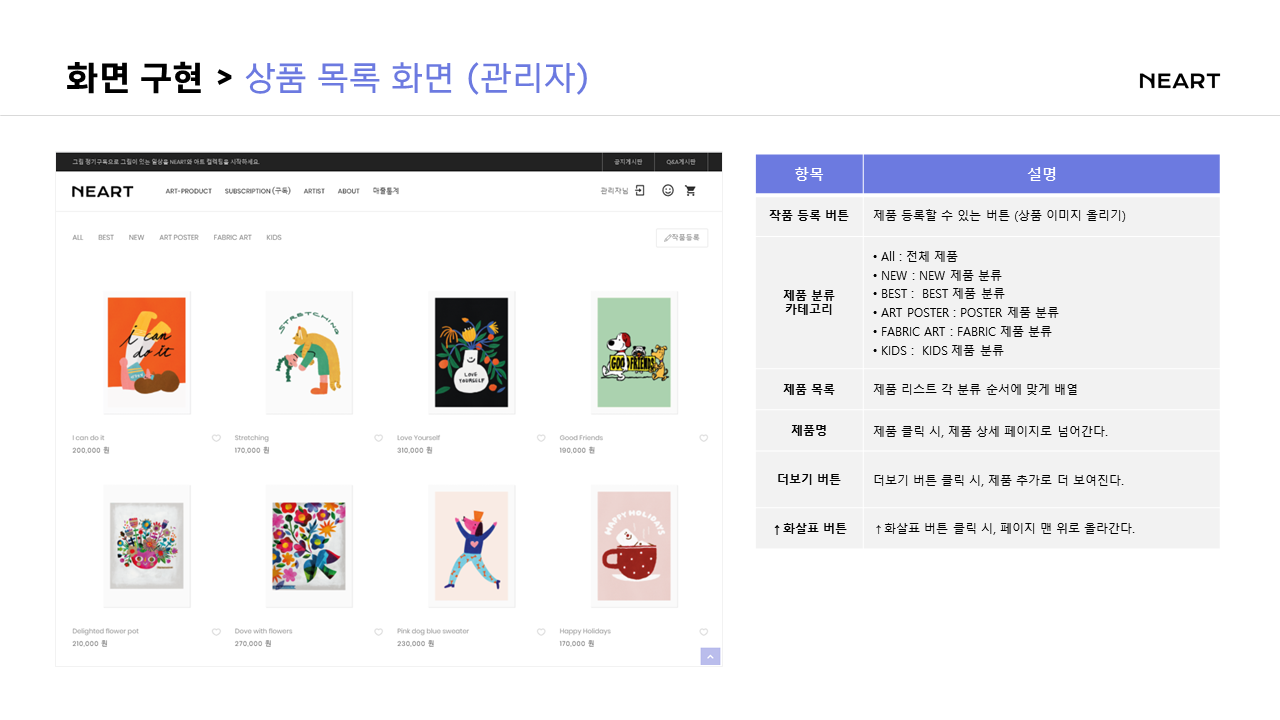 화면 구현 > 상품 목록 화면 (관리자)
NEART
그림 정기구독으로 그림이 있는 일상을 NEART와 아트 컬렉팅을 시작하세요.
공지게시판
Q&A게시판
NEART
ART-PRODUCT
SUBSCRIPTION (구독)
ARTIST
ABOUT
매출통계
관리자님
ALL
BEST
NEW
ART POSTER
FABRIC ART
KIDS
작품등록
i can do it
STRETCHING
LOVE YOURSELF
GOOD FRIENDS
I can do it
200,000 원
Stretching
170,000 원
Love Yourself
310,000 원
Good Friends
190,000 원
HAPPY HOLIDAYS
Delighted flower pot
210,000 원
Dove with flowers
270,000 원
Pink dog blue sweater
230,000 원
Happy Holidays
170,000 원
항목
설명
작품 등록 버튼
제품 등록할 수 있는 버튼 (상품 이미지 올리기)
제품 분류
카테고리
• All : 전체 제품
• NEW : NEW 제품 분류
• BEST : BEST 제품 분류
• ART POSTER : POSTER 제품 분류
• FABRIC ART : FABRIC 제품 분류
• KIDS : KIDS 제품 분류
제품 목록
제품 리스트 각 분류 순서에 맞게 배열
제품명
제품 클릭 시, 제품 상세 페이지로 넘어간다.
더보기 버튼
더보기 버튼 클릭 시, 제품 추가로 더 보여진다.
↑ 화살표 버튼
↑ 화살표 버튼 클릭 시, 페이지 맨 위로 올라간다.